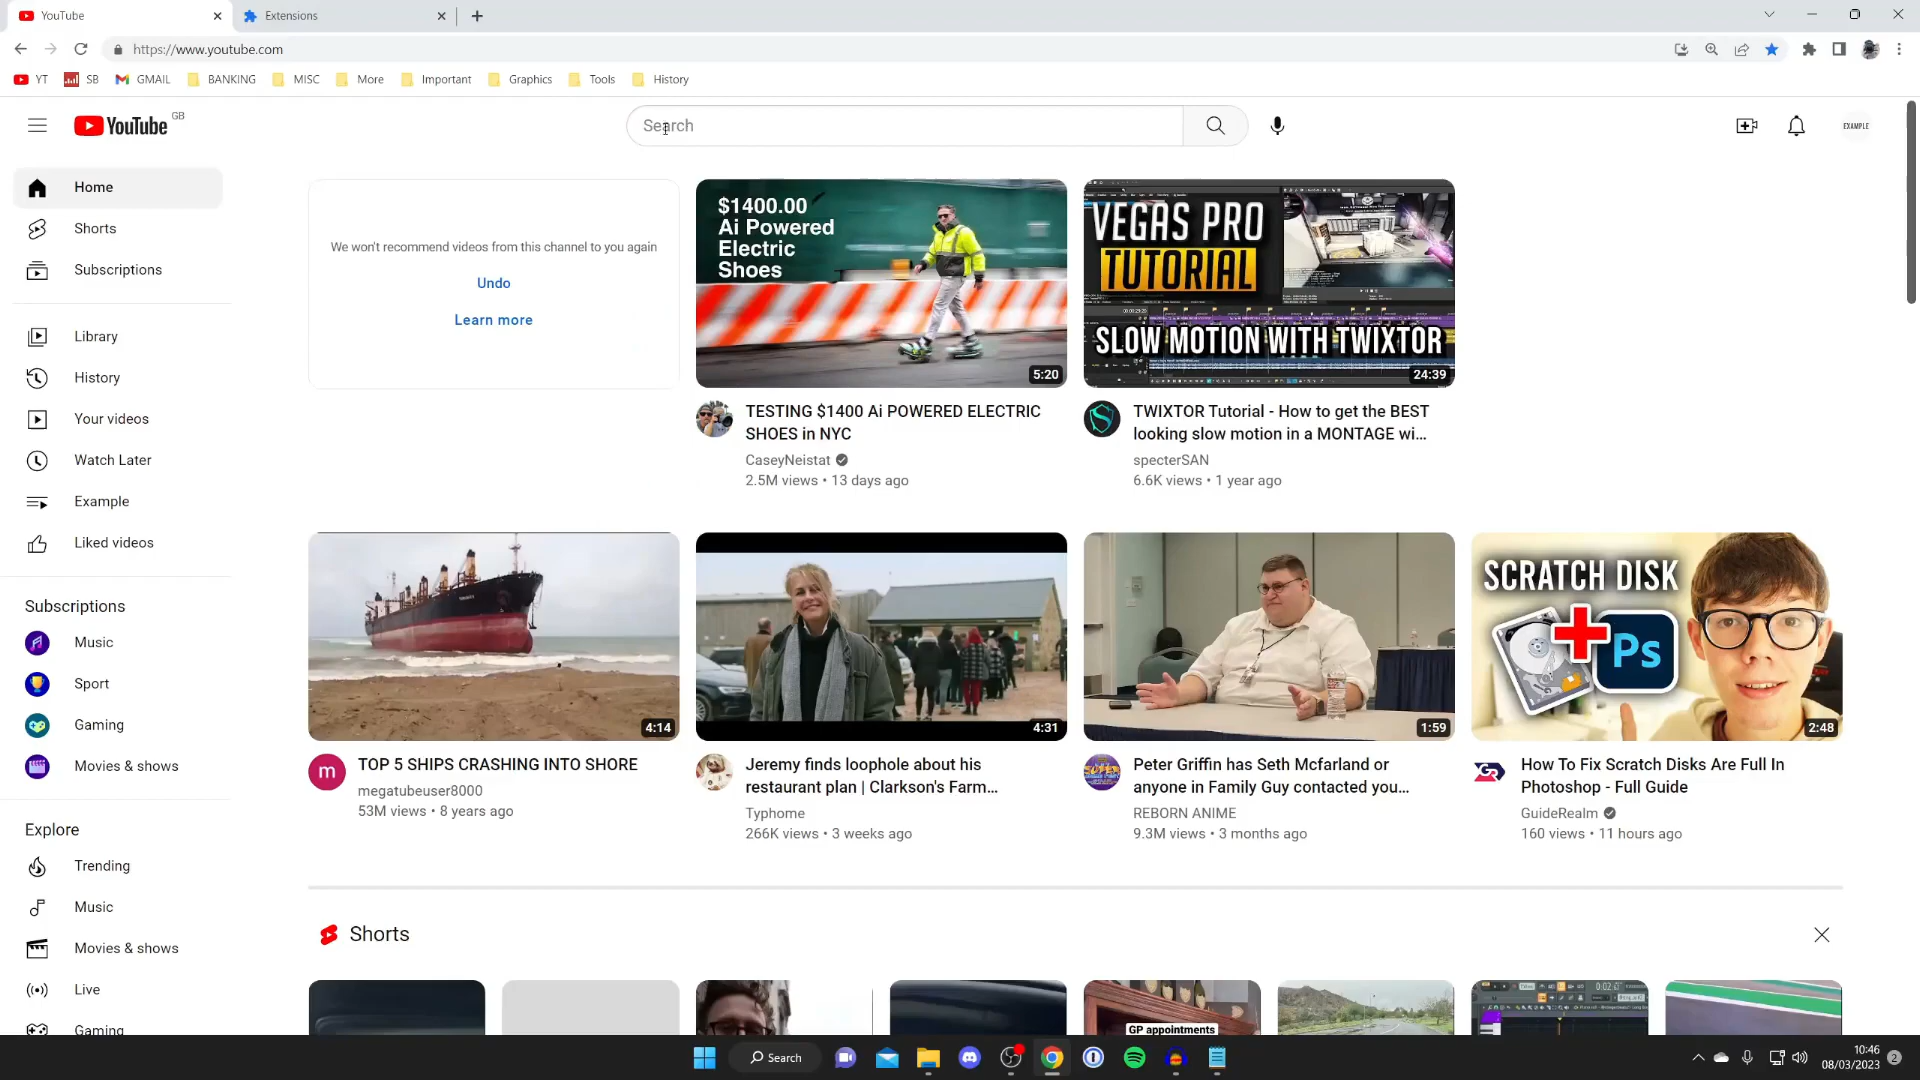 YouTube
Extensions
https://www.youtube.com
YT
SB
GMAIL
BANKING
MISC
More
Important
Graphics
Tools
History
YouTube GB
Search
EXAMPLE
Home
Shorts
Subscriptions
Library
History
Your videos
Watch Later
Example
Liked videos
Subscriptions
Music
Sport
Gaming
Movies & shows
Explore
Trending
Music
Movies & shows
Live
Gaming
We won't recommend videos from this channel to you again
Undo
Learn more
$1400.00
Ai Powered
Electric
Shoes
5:20
TESTING $1400 Ai POWERED ELECTRIC
SHOES in NYC
CaseyNeistat
2.5M views • 13 days ago
VEGAS PRO
TUTORIAL
SLOW MOTION WITH TWIXTOR
24:39
TWIXTOR Tutorial - How to get the BEST
looking slow motion in a MONTAGE wi...
specterSAN
6.6K views • 1 year ago
4:14
TOP 5 SHIPS CRASHING INTO SHORE
m
megatubeuser8000
53M views • 8 years ago
4:31
Jeremy finds loophole about his
restaurant plan | Clarkson's Farm...
Typhome
266K views • 3 weeks ago
1:59
Peter Griffin has Seth Mcfarland or
anyone in Family Guy contacted you...
REBORN ANIME
9.3M views • 3 months ago
SCRATCH DISK
Ps
2:48
How To Fix Scratch Disks Are Full In
Photoshop - Full Guide
GuideRealm
160 views • 11 hours ago
Shorts
GP appointments
Search
10:46
08/03/2023
2